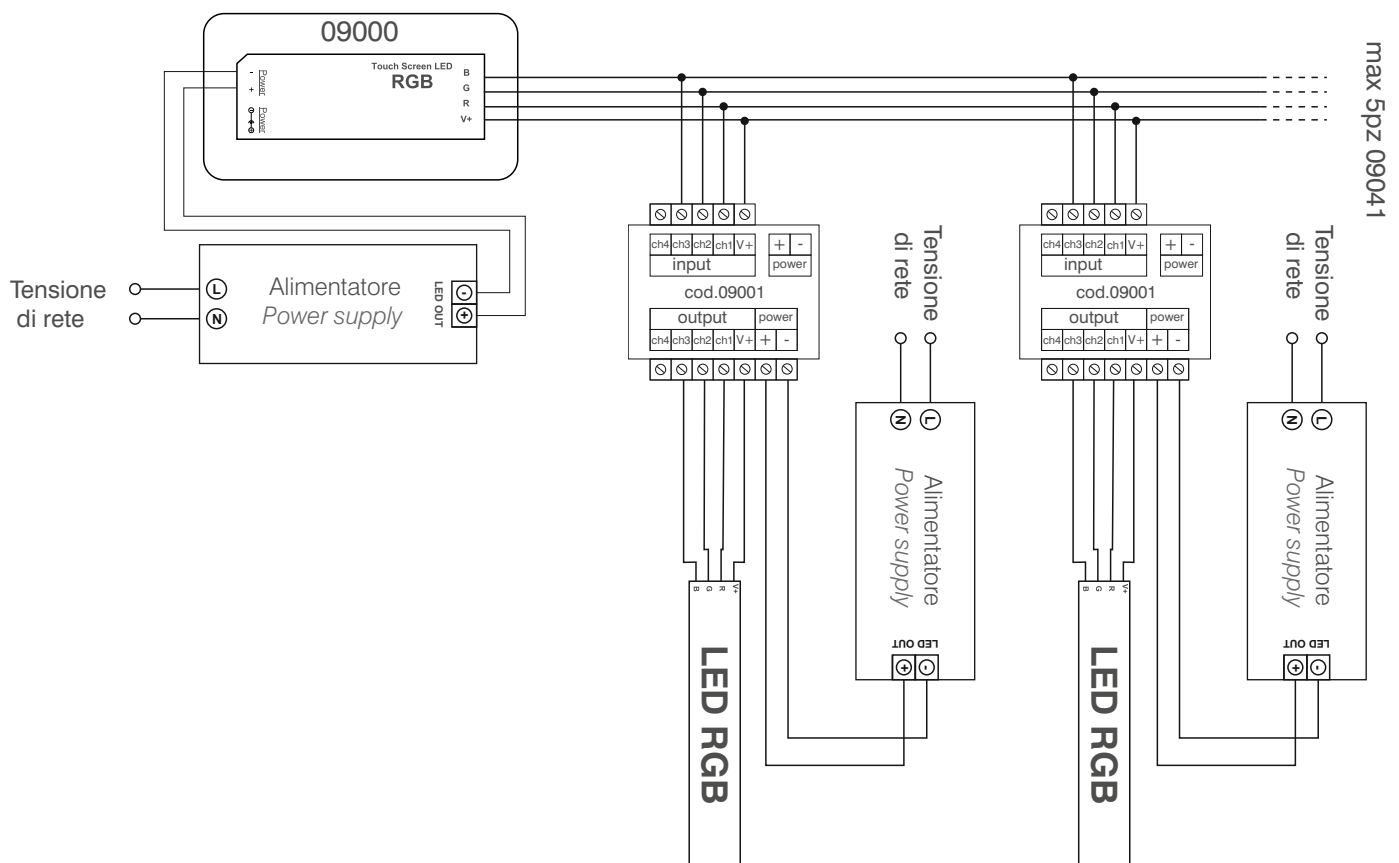 09000
Touch Screen LED
RGB
- Power
+
Power
B
G
R
V+
max 5pz 09041
Tensione
di rete
L
N
Alimentatore
Power supply
LED OUT
-
+
ch4 ch3 ch2 ch1 V+
input
+ -
power
cod.09001
output
power
ch4 ch3 ch2 ch1 V+ + -
Tensione
di rete
N L
Alimentatore
Power supply
LED OUT
+ -
B G R V+
LED RGB
ch4 ch3 ch2 ch1 V+
input
+ -
power
cod.09001
output
power
ch4 ch3 ch2 ch1 V+ + -
Tensione
di rete
N L
Alimentatore
Power supply
LED OUT
+ -
B G R V+
LED RGB